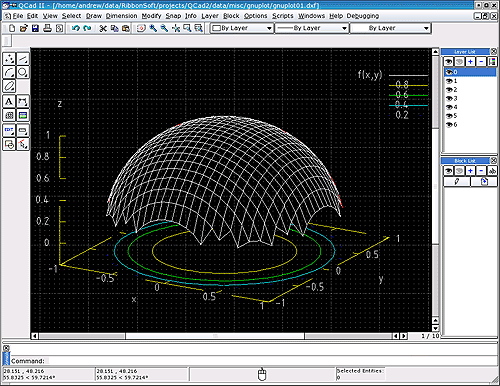 QCad II - [/home/andrew/data/RibbonSoft/projects/QCad2/data/misc/gnuplot/gnuplot01.dxf]
File Edit View Select Draw Dimension Modify Snap Info Layer Block Objects Scripts Windows Help DeBugging
By Layer By Layer By Layer
Layer List
0
1
2
3
4
5
6
Block List
f(x,y)
0.8
0.6
0.4
0.2
z
1
0.8
0.6
0.4
0.2
0
-1
-0.5
0
0.5
1
x
-1
-0.5
0
0.5
1
y
1 / 10
Command:
28.151 , 48.216 28.151 , 48.216 Selected Entities:
55.8325 < 59.7214° 55.8325 < 59.7214° 0